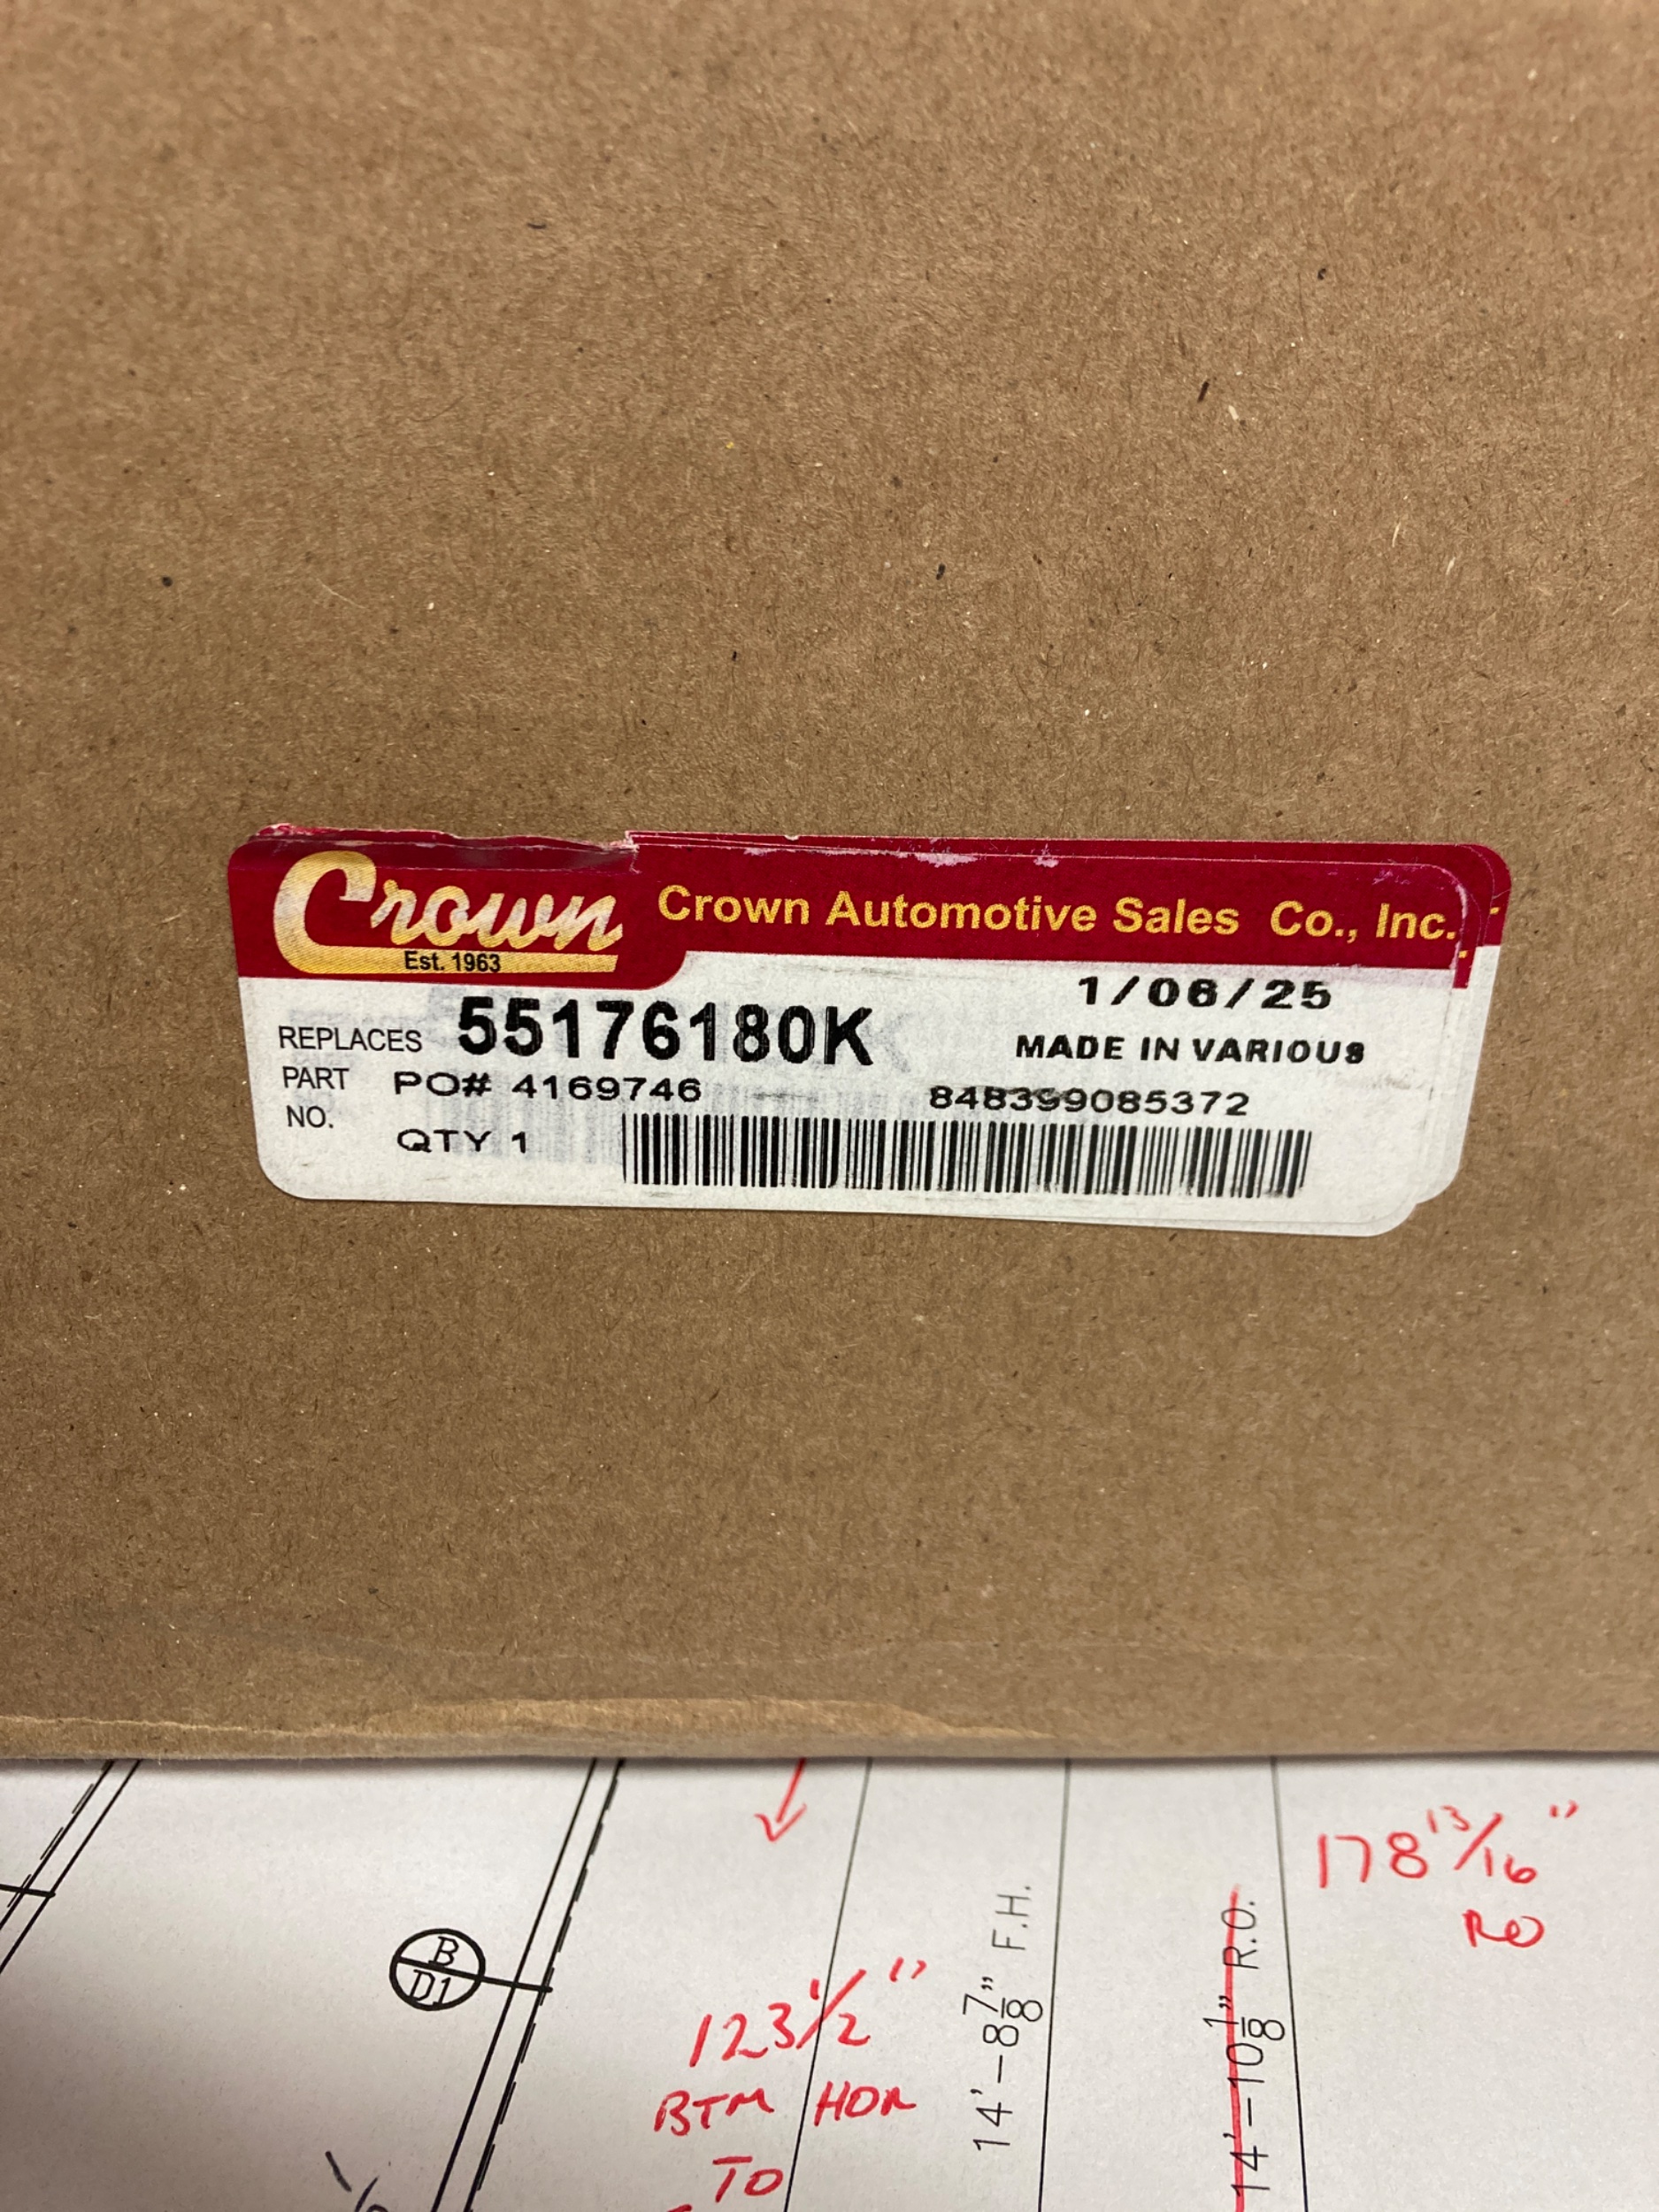 Crown
Est. 1963
Crown Automotive Sales Co., Inc.
REPLACES
PART
NO.
55176180K
1/06/25
MADE IN VARIOUS
PO# 4169746
848399085372
QTY 1
178 13/16"
RO
B
D1
123 1/2"
BTM HOR
TO
14'-8 7/8" F.H.
14'-10 1/8" R.O.